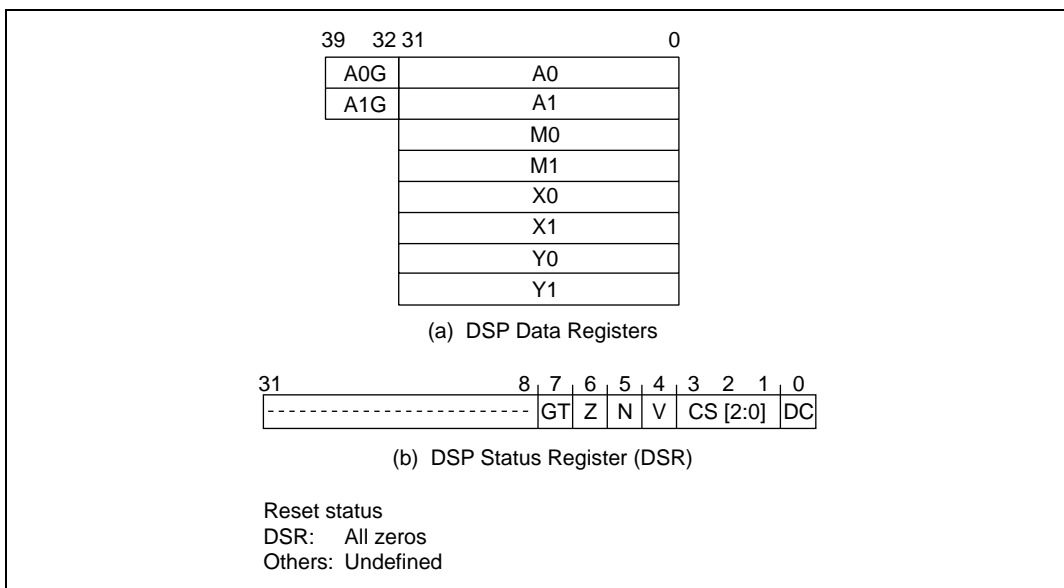 39 32 31 0
A0G A0
A1G A1
M0
M1
X0
X1
Y0
Y1
(a) DSP Data Registers
31 8 7 6 5 4 3 2 1 0
GT Z N V CS [2:0] DC
(b) DSP Status Register (DSR)
Reset status
DSR: All zeros
Others: Undefined